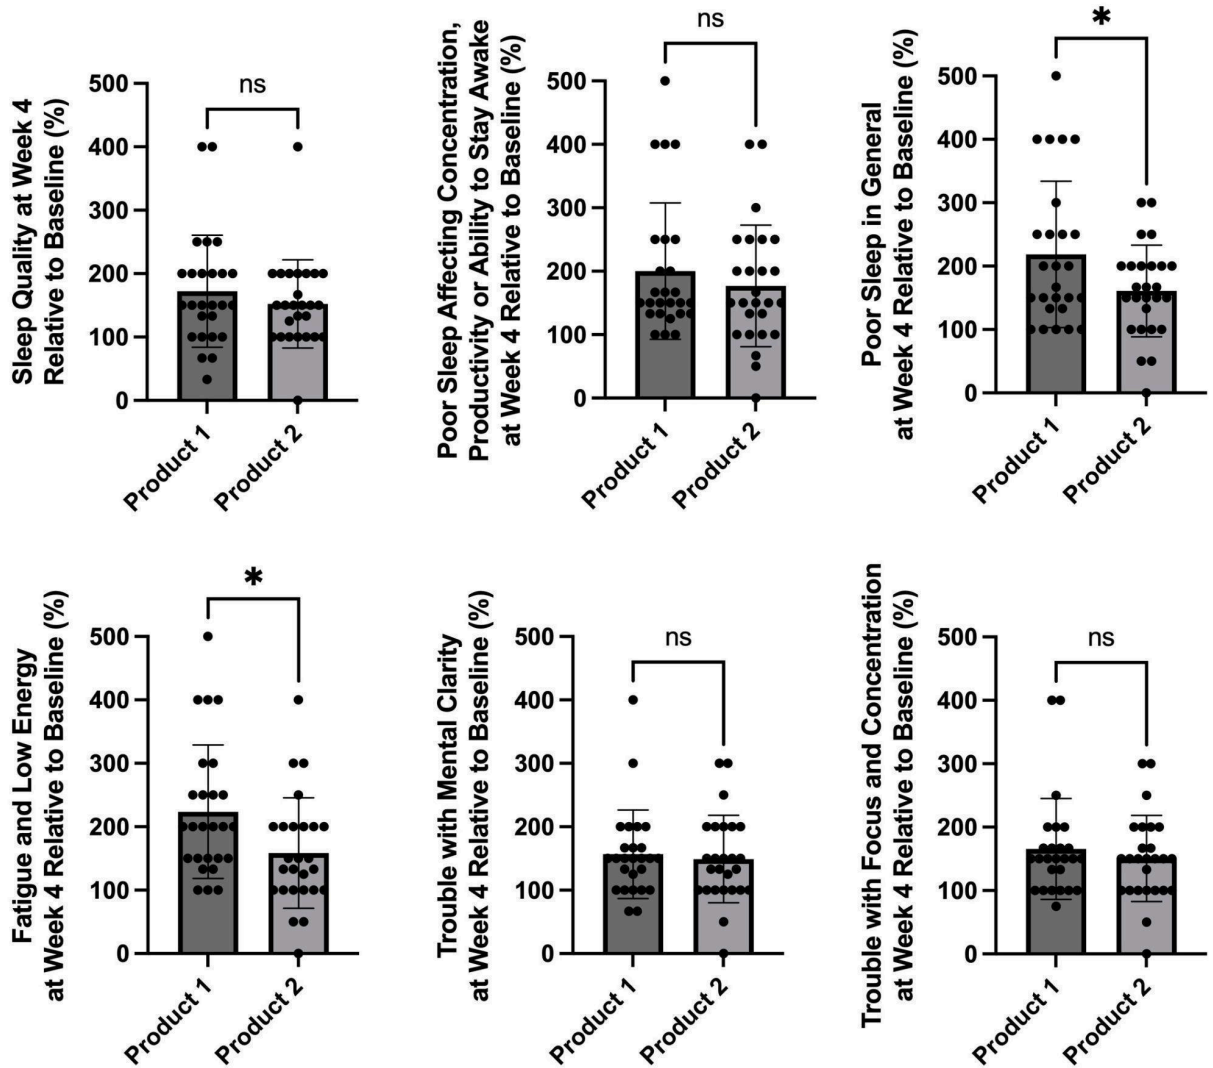 Sleep Quality at Week 4
Relative to Baseline (%)
500
400
300
200
100
0
ns
Product 1
Product 2
Poor Sleep Affecting Concentration,
Productivity or Ability to Stay Awake
at Week 4 Relative to Baseline (%)
500
400
300
200
100
0
ns
Product 1
Product 2
Poor Sleep in General
at Week 4 Relative to Baseline (%)
500
400
300
200
100
0
*
Product 1
Product 2
Fatigue and Low Energy
at Week 4 Relative to Baseline (%)
500
400
300
200
100
0
*
Product 1
Product 2
Trouble with Mental Clarity
at Week 4 Relative to Baseline (%)
500
400
300
200
100
0
ns
Product 1
Product 2
Trouble with Focus and Concentration
at Week 4 Relative to Baseline (%)
500
400
300
200
100
0
ns
Product 1
Product 2